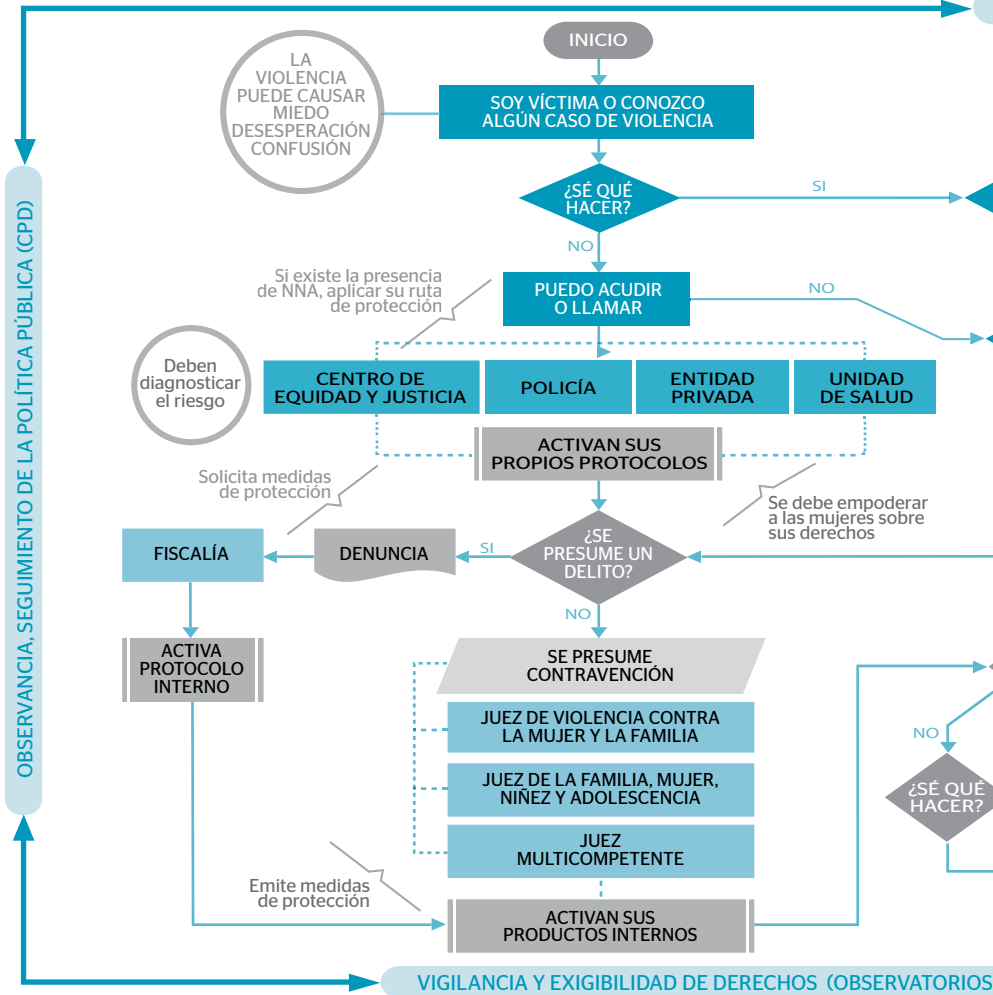 INICIO
LA
VIOLENCIA
PUEDE CAUSAR
MIEDO
DESESPERACIÓN
CONFUSIÓN
SOY VÍCTIMA O CONOZCO
ALGÚN CASO DE VIOLENCIA
¿SÉ QUÉ
HACER?
SI
NO
Si existe la presencia
de NNA, aplicar su ruta
de protección
PUEDO ACUDIR
O LLAMAR
NO
Deben
diagnosticar
el riesgo
CENTRO DE
EQUIDAD Y JUSTICIA
POLICÍA
ENTIDAD
PRIVADA
UNIDAD
DE SALUD
ACTIVAN SUS
PROPIOS PROTOCOLOS
Solicita medidas
de protección
Se debe empoderar
a las mujeres sobre
sus derechos
FISCALÍA
DENUNCIA
SI
¿SE
PRESUME UN
DELITO?
NO
ACTIVA
PROTOCOLO
INTERNO
SE PRESUME
CONTRAVENCIÓN
JUEZ DE VIOLENCIA CONTRA
LA MUJER Y LA FAMILIA
NO
JUEZ DE LA FAMILIA, MUJER,
NIÑEZ Y ADOLESCENCIA
¿SÉ QUÉ
HACER?
JUEZ
MULTICOMPETENTE
Emite medidas
de protección
ACTIVAN SUS
PRODUCTOS INTERNOS
OBSERVANCIA, SEGUIMIENTO DE LA POLÍTICA PÚBLICA (CPD)
VIGILANCIA Y EXIGIBILIDAD DE DERECHOS (OBSERVATORIOS